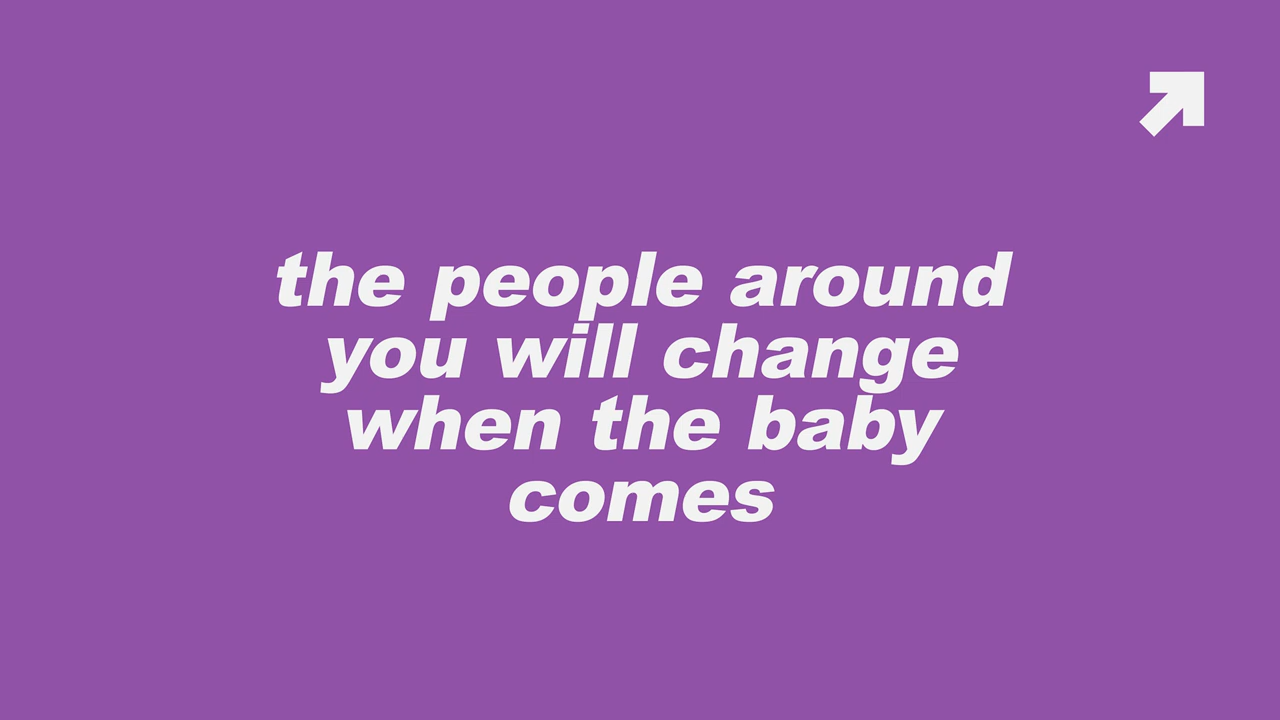 the people around
you will change
when the baby
comes